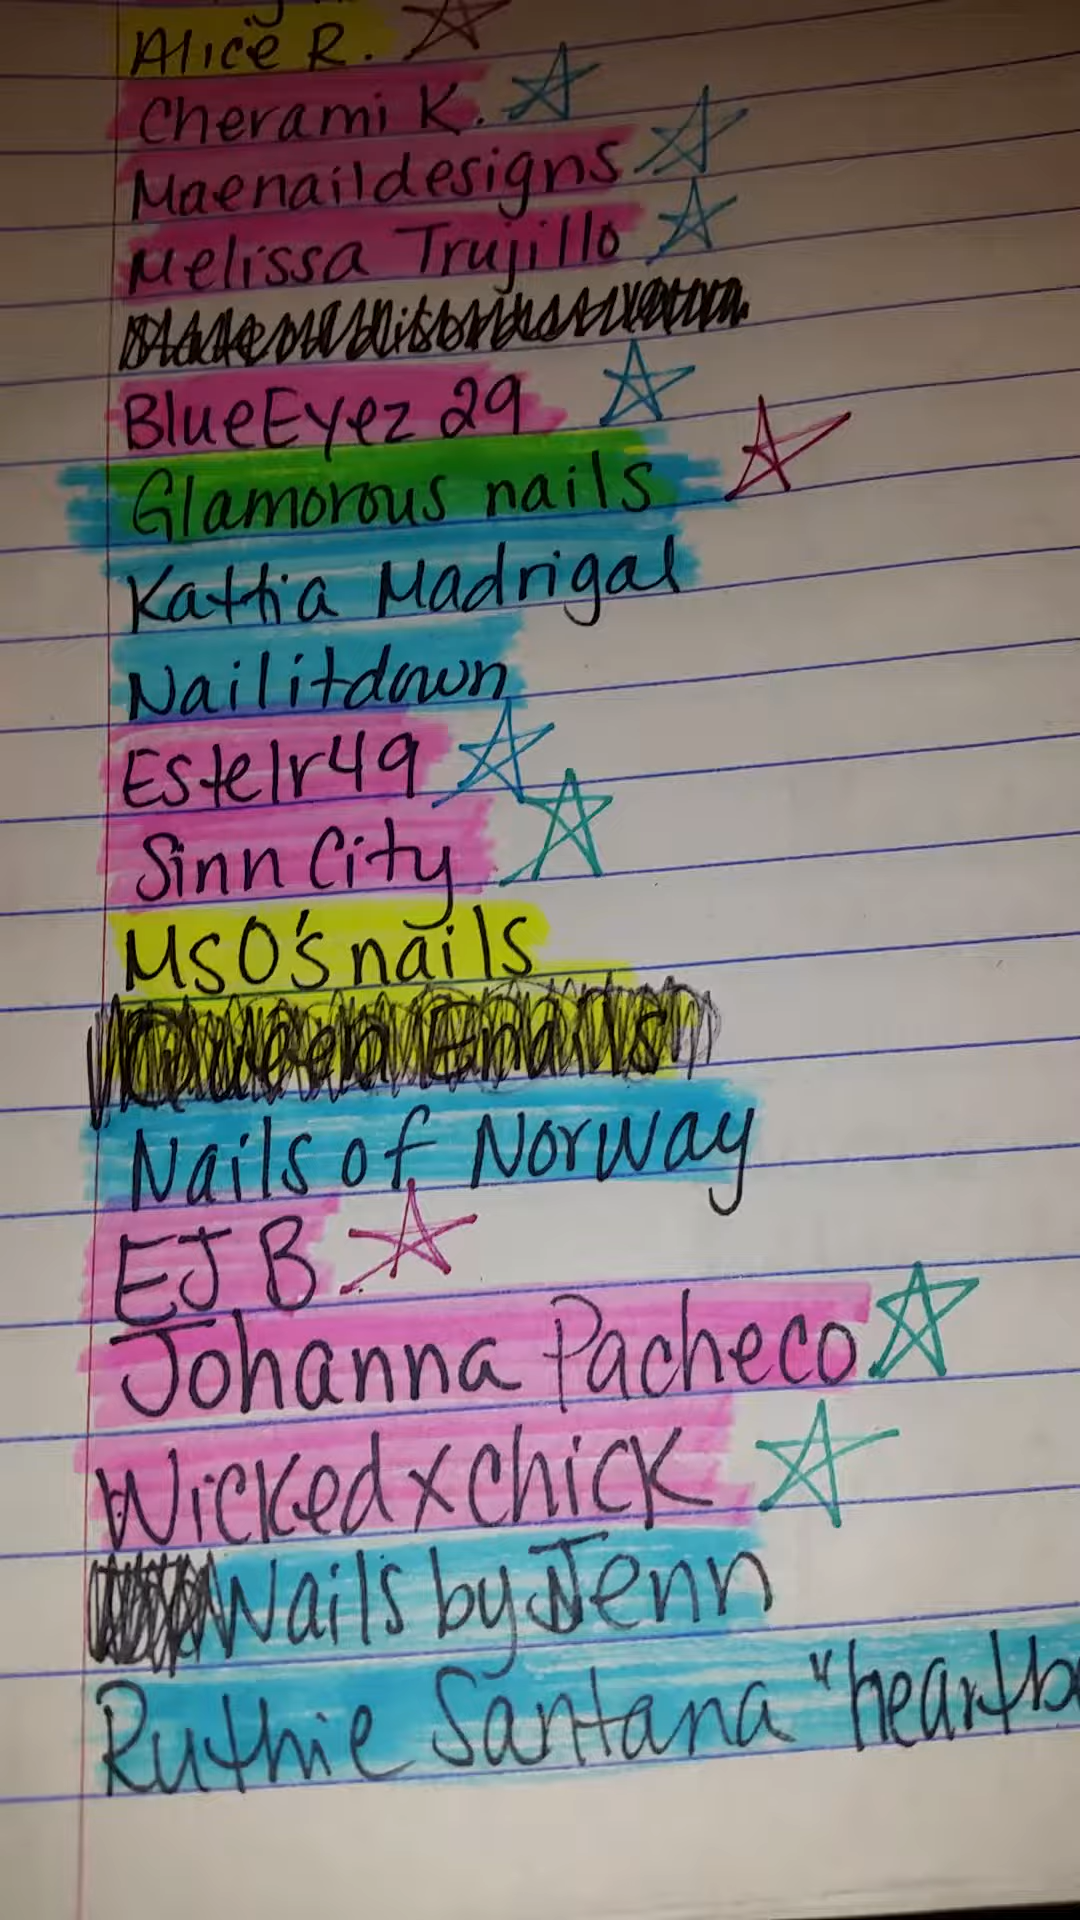 Alice R.
Cherami K.
Maenaildesigns
Melissa Trujillo
BlueEyez 29
Glamorous nails
Kattia Madrigal
Nailitdown
Estelr49
Sinn City
MsO's nails
Nails of Norway
EJ B
Johanna Pacheco
Wickedxchick
Nails by Jenn
Ruthie Santana "heartb